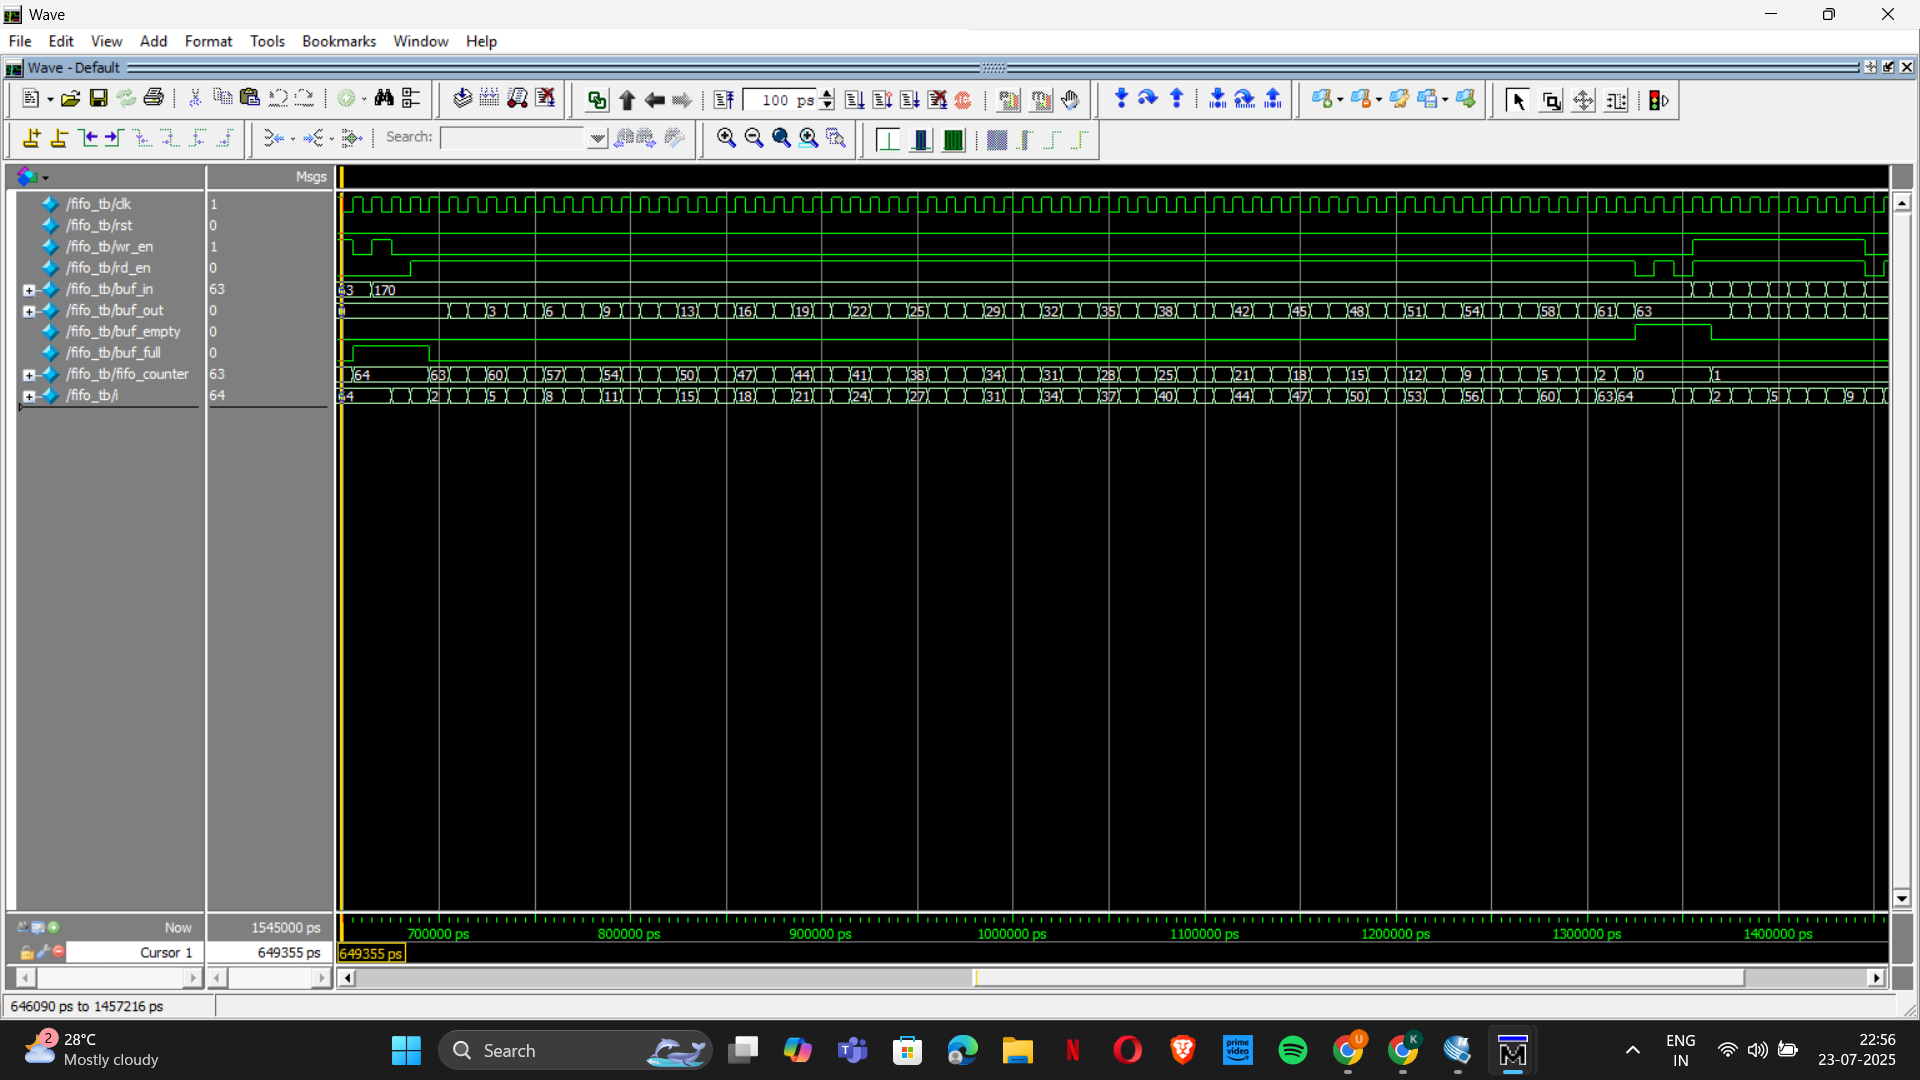 Wave
File Edit View Add Format Tools Bookmarks Window Help
Wave - Default
100 ps
Search:
Msgs
/fifo_tb/clk 1
/fifo_tb/rst 0
/fifo_tb/wr_en 1
/fifo_tb/rd_en 0
/fifo_tb/buf_in 63 170
/fifo_tb/buf_out 0 3 6 9 13 16 19 22 25 29 32 35 38 42 45 48 51 54 58 61 63
/fifo_tb/buf_empty 0
/fifo_tb/buf_full 0
/fifo_tb/fifo_counter 63 64 63 60 57 54 50 47 44 41 38 34 31 28 25 21 18 15 12 9 5 2 0 1
/fifo_tb/i 64 2 5 8 11 15 18 21 24 27 31 34 37 40 44 47 50 53 56 60 63 64 2 5 9
Now 1545000 ps 700000 ps 800000 ps 900000 ps 1000000 ps 1100000 ps 1200000 ps 1300000 ps 1400000 ps
Cursor 1 649355 ps 649355 ps
646090 ps to 1457216 ps
2 28°C
Mostly cloudy
Search
prime video
N
U
K
M
ENG
IN
22:56
23-07-2025